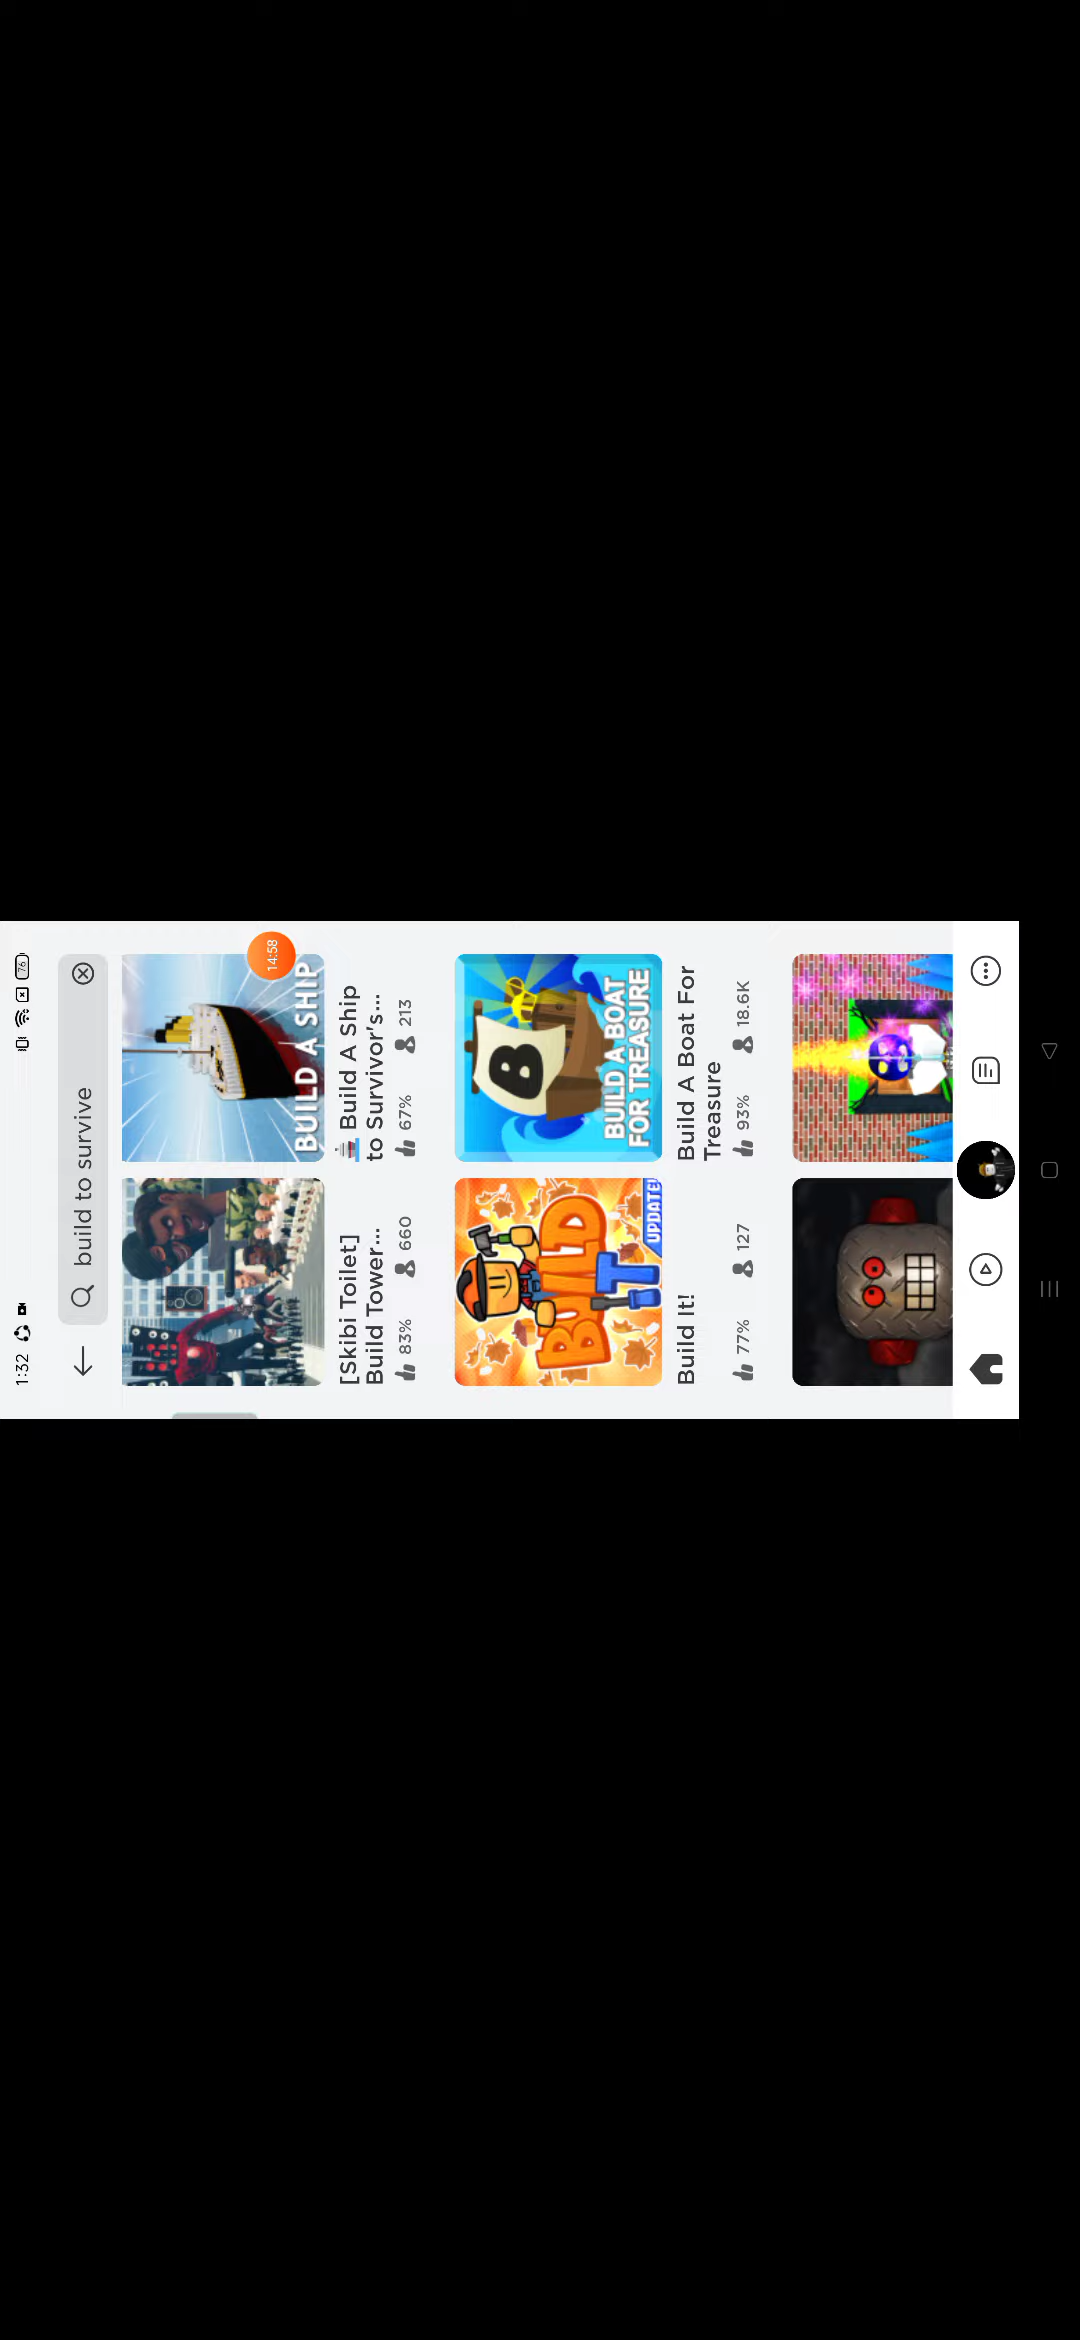 1:32
76
build to survive
14:58
BUILD A SHIP
[Skibi Toilet]
Build Tower...
83% 660
Build A Ship
to Survivor's...
67% 213
BUILD
IT
UPDATE!
B
BUILD A BOAT
FOR TREASURE
Build It!
77% 127
Build A Boat For
Treasure
93% 18.6K